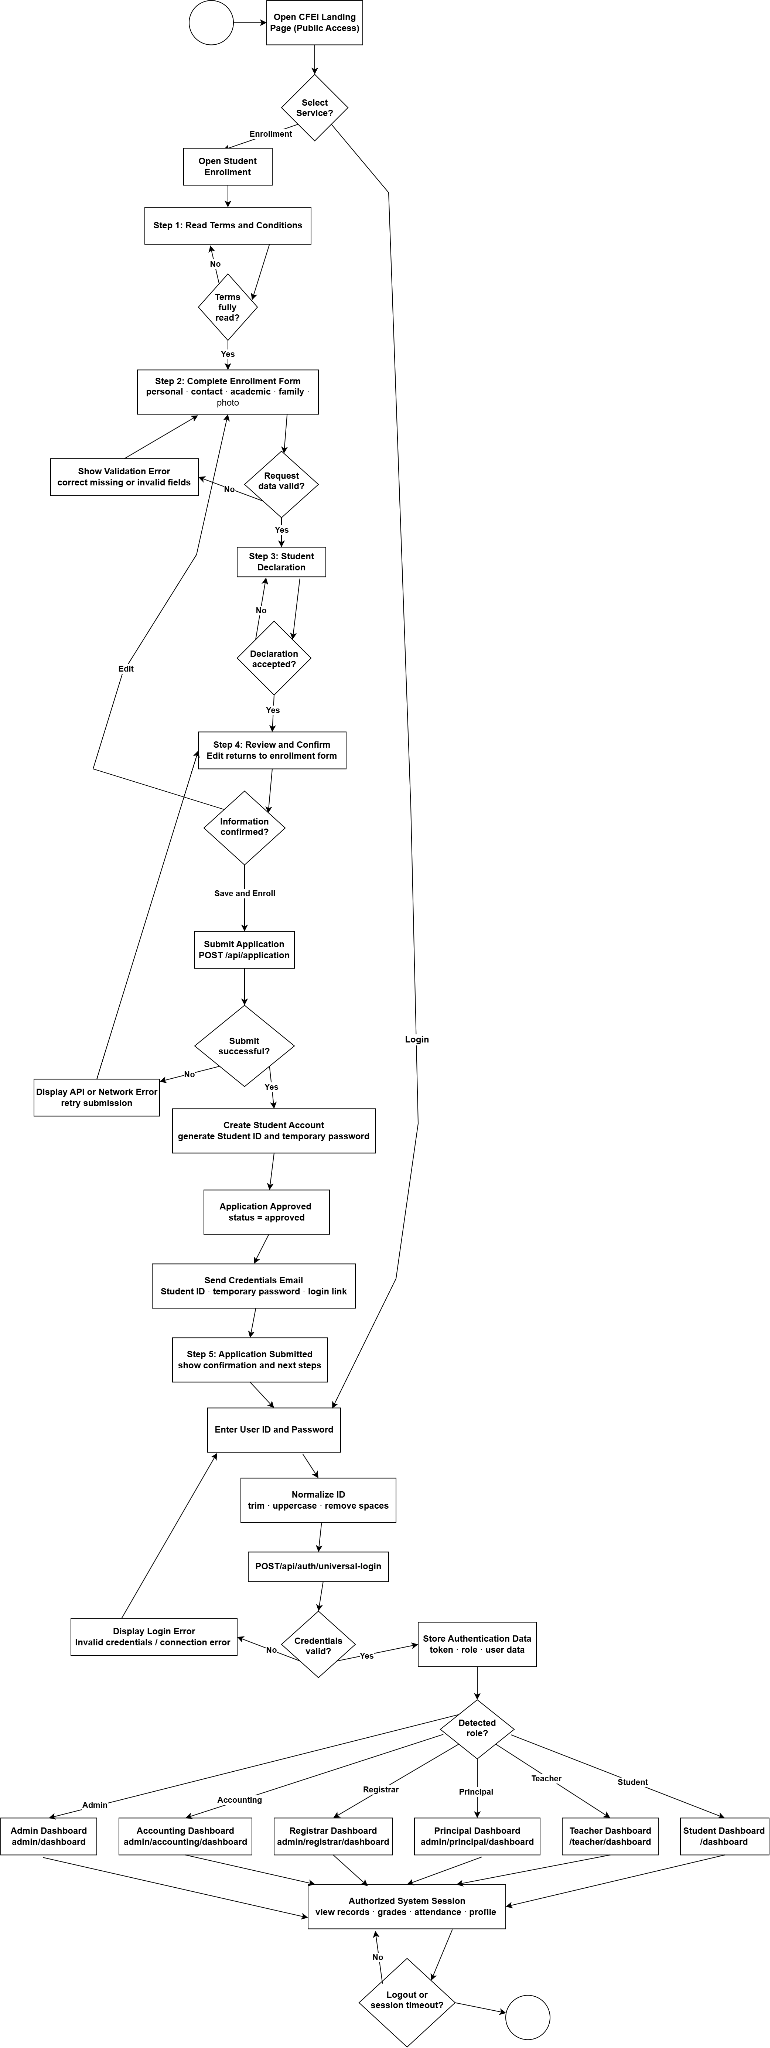 Open CFEI Landing
Page (Public Access)
Select
Service?
Enrollment
Open Student
Enrollment
Step 1: Read Terms and Conditions
No
Terms
fully
read?
Yes
Step 2: Complete Enrollment Form
personal · contact · academic · family ·
photo
Show Validation Error
correct missing or invalid fields
Request
data valid?
No
Yes
Step 3: Student
Declaration
No
Declaration
accepted?
Edit
Yes
Step 4: Review and Confirm
Edit returns to enrollment form
Information
confirmed?
Save and Enroll
Submit Application
POST /api/application
Submit
successful?
Login
No
Yes
Display API or Network Error
retry submission
Create Student Account
generate Student ID and temporary password
Application Approved
status = approved
Send Credentials Email
Student ID · temporary password · login link
Step 5: Application Submitted
show confirmation and next steps
Enter User ID and Password
Normalize ID
trim · uppercase · remove spaces
POST/api/auth/universal-login
Display Login Error
Invalid credentials / connection error
No
Credentials
valid?
Yes
Store Authentication Data
token · role · user data
Detected
role?
Admin
Accounting
Registrar
Principal
Teacher
Student
Admin Dashboard
admin/dashboard
Accounting Dashboard
admin/accounting/dashboard
Registrar Dashboard
admin/registrar/dashboard
Principal Dashboard
admin/principal/dashboard
Teacher Dashboard
/teacher/dashboard
Student Dashboard
/dashboard
Authorized System Session
view records · grades · attendance · profile
No
Logout or
session timeout?